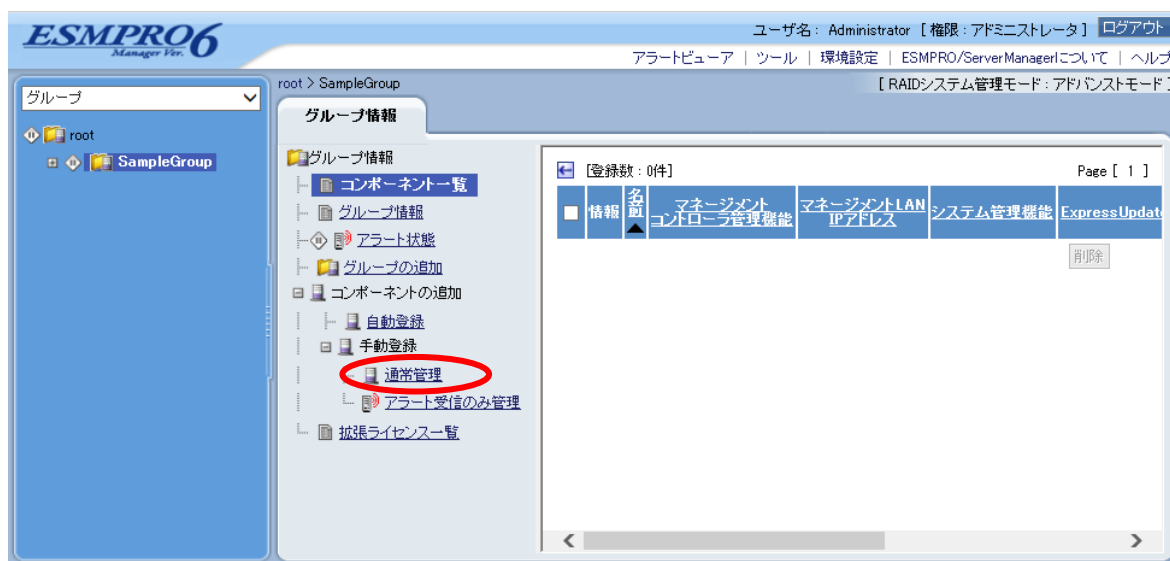 ESMPRO6
Manager Ver.
ユーザ名： Administrator [ 権限：アドミニストレータ ] ログアウト
アラートビューア | ツール | 環境設定 | ESMPRO/ServerManagerについて | ヘルプ
root > SampleGroup
[ RAIDシステム管理モード：アドバンストモード ]
グループ
root
SampleGroup
グループ情報
グループ情報
コンポーネント一覧
グループ情報
アラート状態
グループの追加
コンポーネントの追加
自動登録
手動登録
通常管理
アラート受信のみ管理
拡張ライセンス一覧
[登録数：0件]
Page [ 1 ]
情報 名前▲ マネージメントコントローラ管理機能 マネージメントLAN IPアドレス システム管理機能 ExpressUpdat
削除